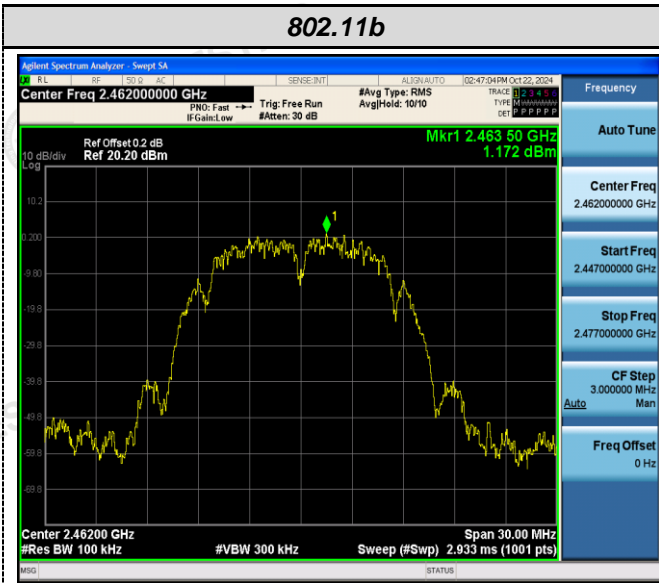 802.11b
Agilent Spectrum Analyzer - Swept SA
RL RF 50 Ω AC SENSE:INT ALIGN AUTO 02:47:04 PM Oct 22, 2024
Center Freq 2.462000000 GHz
PNO: Fast
IFGain:Low
Trig: Free Run
#Atten: 30 dB
#Avg Type: RMS
Avg|Hold: 10/10
TRACE 1 2 3 4 5 6
TYPE M
DET P P P P P P
Ref Offset 0.2 dB
10 dB/div Ref 20.20 dBm
Log
Mkr1 2.463 50 GHz
1.172 dBm
1
10.2
0.200
-9.80
-19.8
-29.8
-39.8
-49.8
-59.8
-69.8
Center 2.46200 GHz
Span 30.00 MHz
#Res BW 100 kHz #VBW 300 kHz Sweep (#Swp) 2.933 ms (1001 pts)
MSG STATUS
Frequency
Auto Tune
Center Freq
2.462000000 GHz
Start Freq
2.447000000 GHz
Stop Freq
2.477000000 GHz
CF Step
3.000000 MHz
Auto Man
Freq Offset
0 Hz